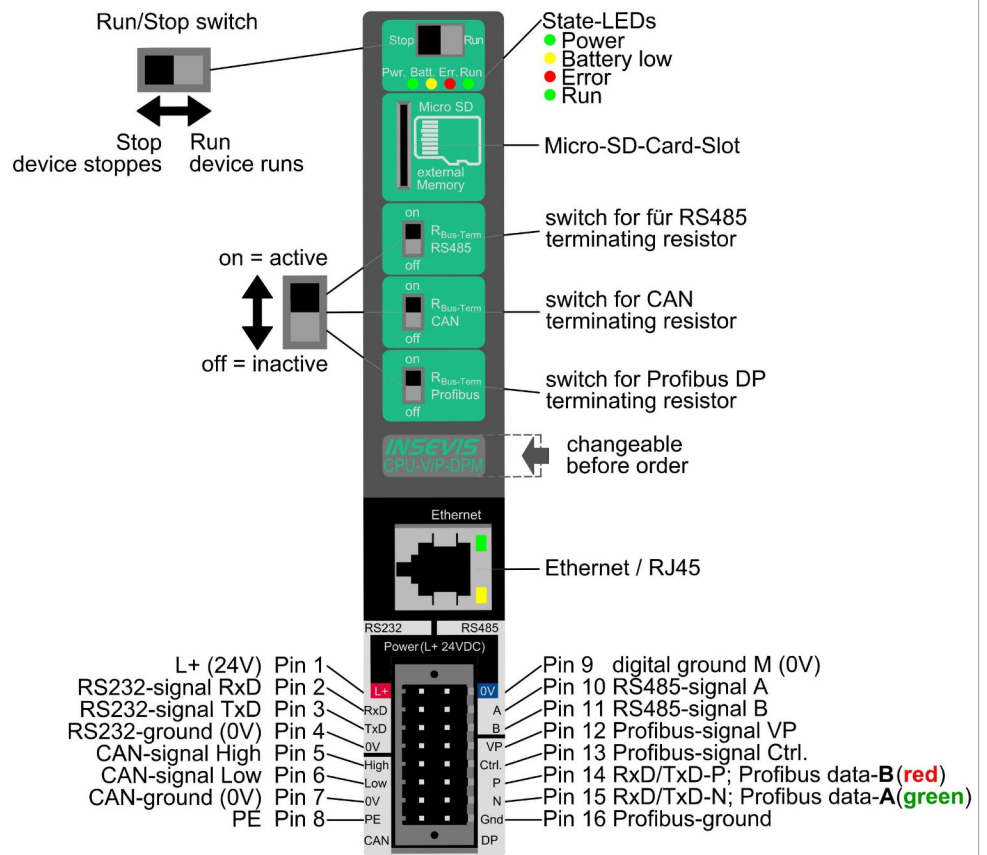 Run/Stop switch
Stop
Run
device stoppes
device runs
State-LEDs
Power
Battery low
Error
Run
Stop
Run
Pwr. Batt. Err. Run
Micro SD
external
Memory
Micro-SD-Card-Slot
on
R Bus-Term
RS485
off
switch for für RS485
terminating resistor
on = active
off = inactive
on
R Bus-Term
CAN
off
switch for CAN
terminating resistor
on
R Bus-Term
Profibus
off
switch for Profibus DP
terminating resistor
INSEVIS
CPU-V/P-DPM
changeable
before order
Ethernet
Ethernet / RJ45
RS232
RS485
Power(L+ 24VDC)
L+ (24V) Pin 1
RS232-signal RxD Pin 2
RS232-signal TxD Pin 3
RS232-ground (0V) Pin 4
CAN-signal High Pin 5
CAN-signal Low Pin 6
CAN-ground (0V) Pin 7
PE Pin 8
L+
RxD
TxD
0V
High
Low
0V
PE
CAN
0V
A
B
VP
Ctrl.
P
N
Gnd
DP
Pin 9 digital ground M (0V)
Pin 10 RS485-signal A
Pin 11 RS485-signal B
Pin 12 Profibus-signal VP
Pin 13 Profibus-signal Ctrl.
Pin 14 RxD/TxD-P; Profibus data-B(red)
Pin 15 RxD/TxD-N; Profibus data-A(green)
Pin 16 Profibus-ground